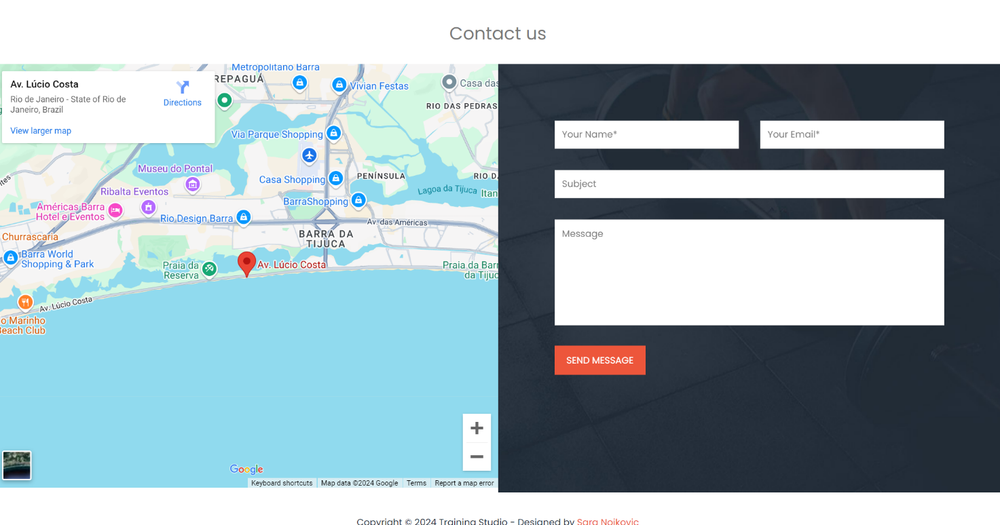 Contact us
Av. Lúcio Costa
Rio de Janeiro - State of Rio de
Janeiro, Brazil
Directions
View larger map
Metropolitano Barra
REPAGUÁ
Vivian Festas
Casa das
RIO DAS PEDRAS
Via Parque Shopping
Museu do Pontal
Casa Shopping
PENÍNSULA
RIO D
Lagoa da Tijuca
Itan
Ribalta Eventos
BarraShopping
Américas Barra
Hotel e Eventos
Rio Design Barra
Av. das Américas
BARRA DA
TIJUCA
Churrascaria
Barra World
Shopping & Park
Praia da
Reserva
Av. Lúcio Costa
Praia da Barr
da Tijuc
Av. Lúcio Costa
o Marinho
Beach Club
Google
Keyboard shortcuts
Map data ©2024 Google
Terms
Report a map error
Your Name*
Your Email*
Subject
Message
SEND MESSAGE
Copyright © 2024 Training Studio - Designed by Sara Nojkovic